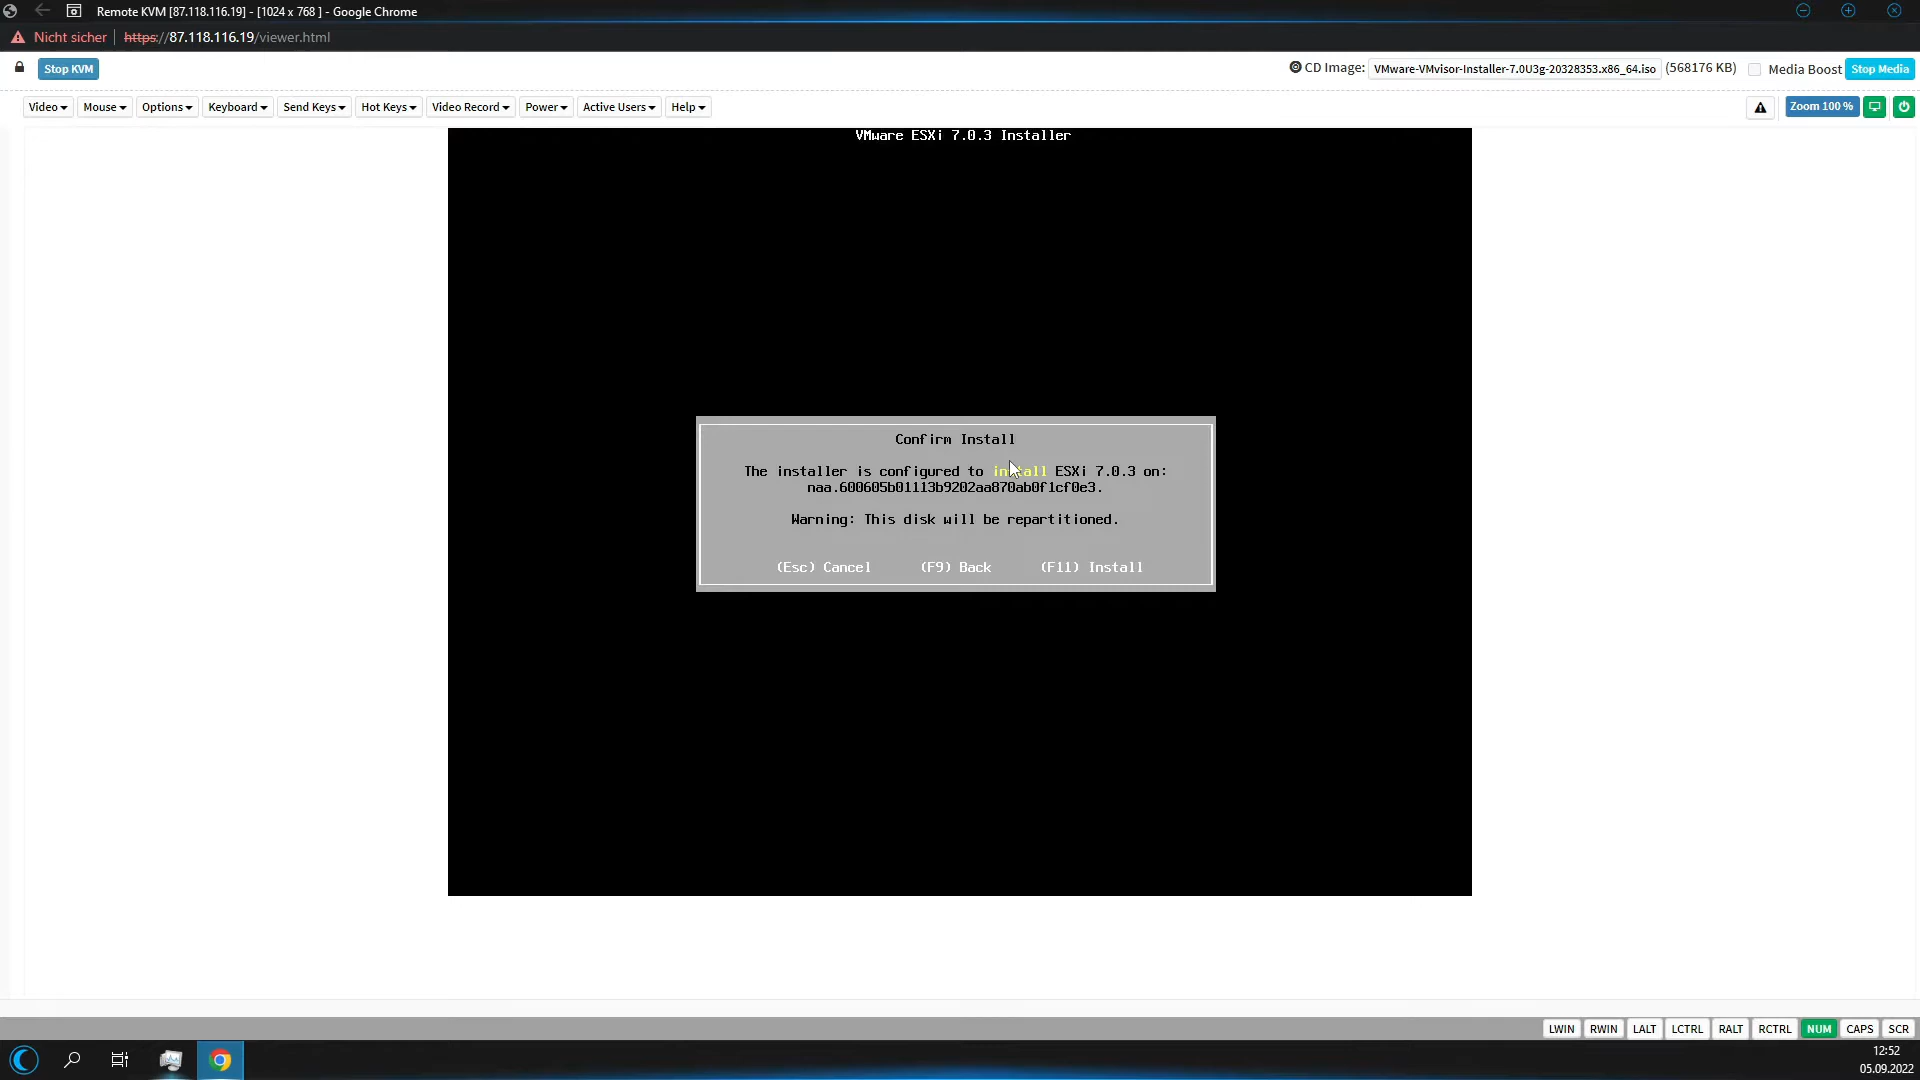 Remote KVM [87.118.116.19] - [1024 x 768 ] - Google Chrome
Nicht sicher | https://87.118.116.19/viewer.html
Stop KVM
CD Image: VMware-VMvisor-Installer-7.0U3g-20328353.x86_64.iso (568176 KB) Media Boost Stop Media
Video Mouse Options Keyboard Send Keys Hot Keys Video Record Power Active Users Help
Zoom 100 %
VMware ESXi 7.0.3 Installer
Confirm Install
The installer is configured to install ESXi 7.0.3 on:
naa.600605b01113b9202aa870ab0f1cf0e3.
Warning: This disk will be repartitioned.
(Esc) Cancel (F9) Back (F11) Install
LWIN RWIN LALT LCTRL RALT RCTRL NUM CAPS SCR
12:52
05.09.2022